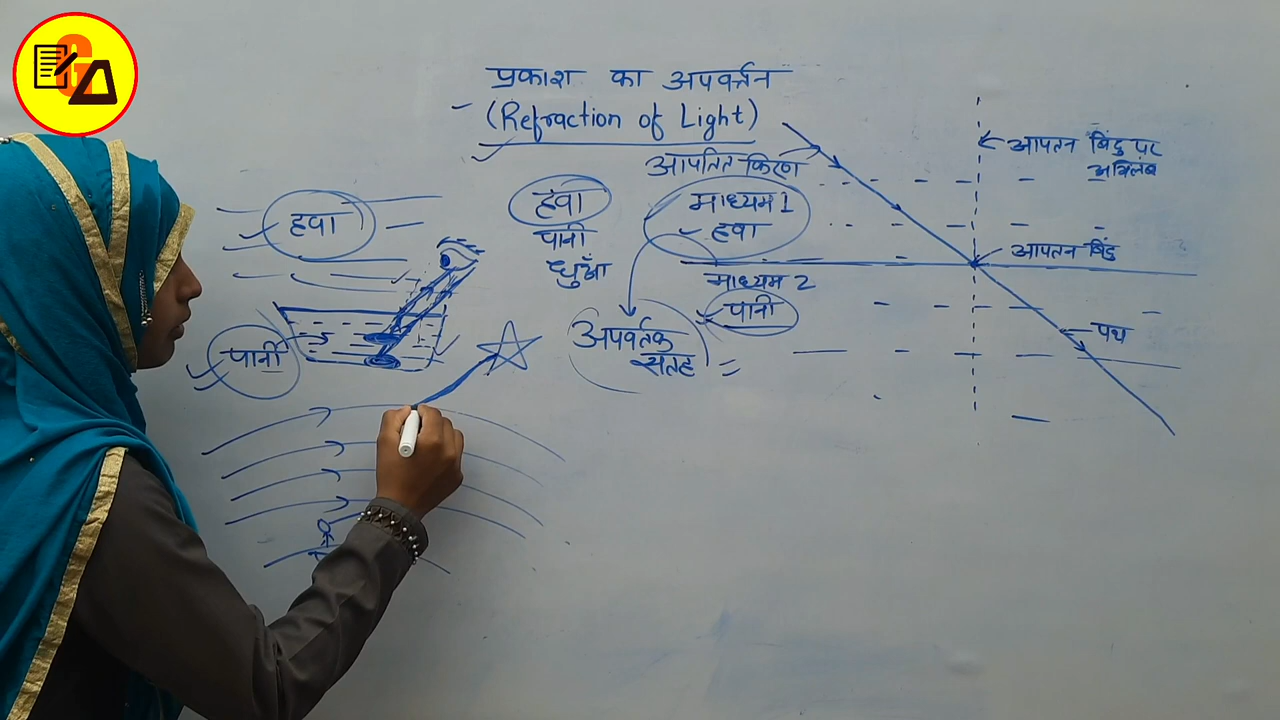 प्रकाश का अपवर्त्तन
(Refraction of Light)
हवा
पानी
हवा
पानी
धुआँ
आपतित किरण
माध्यम 1
हवा
माध्यम 2
पानी
अपवर्तक
सतह
आपतन बिंदु पर
अभिलंब
आपतन बिंदु
पथ